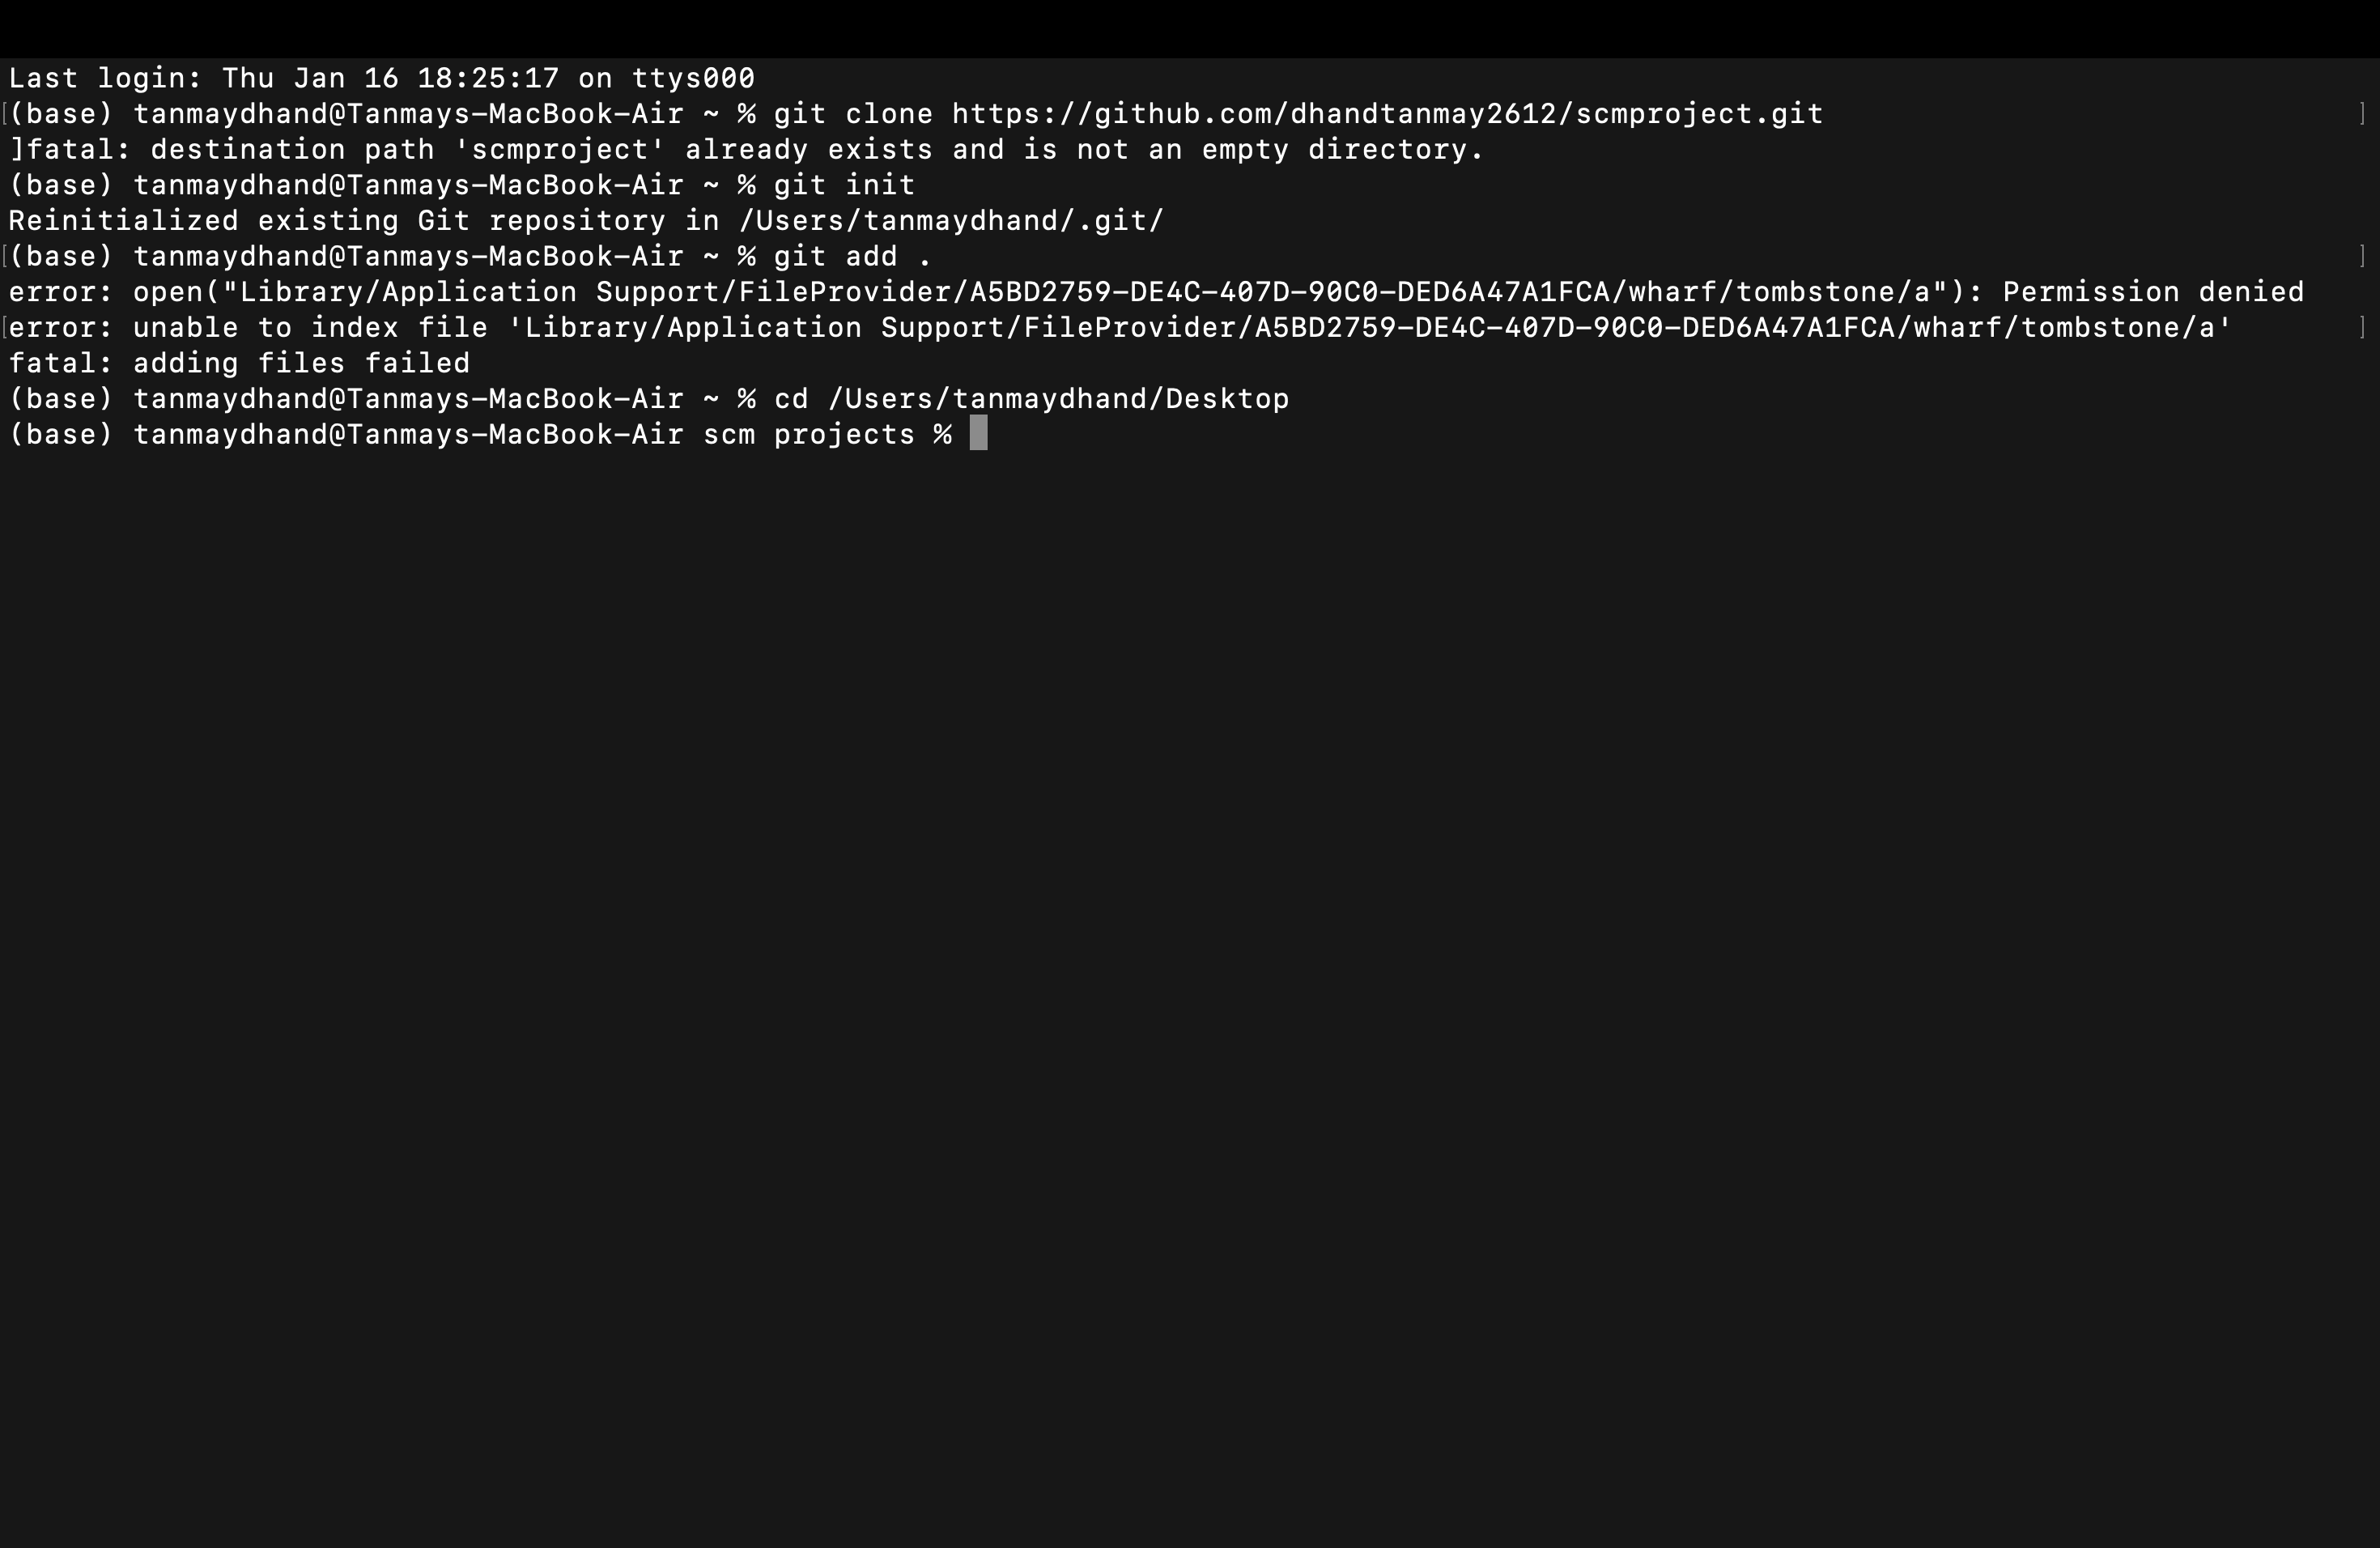 Last login: Thu Jan 16 18:25:17 on ttys000
[(base) tanmaydhand@Tanmays-MacBook-Air ~ % git clone https://github.com/dhandtanmay2612/scmproject.git ]
]fatal: destination path 'scmproject' already exists and is not an empty directory.
(base) tanmaydhand@Tanmays-MacBook-Air ~ % git init
Reinitialized existing Git repository in /Users/tanmaydhand/.git/
[(base) tanmaydhand@Tanmays-MacBook-Air ~ % git add . ]
error: open("Library/Application Support/FileProvider/A5BD2759-DE4C-407D-90C0-DED6A47A1FCA/wharf/tombstone/a"): Permission denied
[error: unable to index file 'Library/Application Support/FileProvider/A5BD2759-DE4C-407D-90C0-DED6A47A1FCA/wharf/tombstone/a' ]
fatal: adding files failed
(base) tanmaydhand@Tanmays-MacBook-Air ~ % cd /Users/tanmaydhand/Desktop
(base) tanmaydhand@Tanmays-MacBook-Air scm projects %